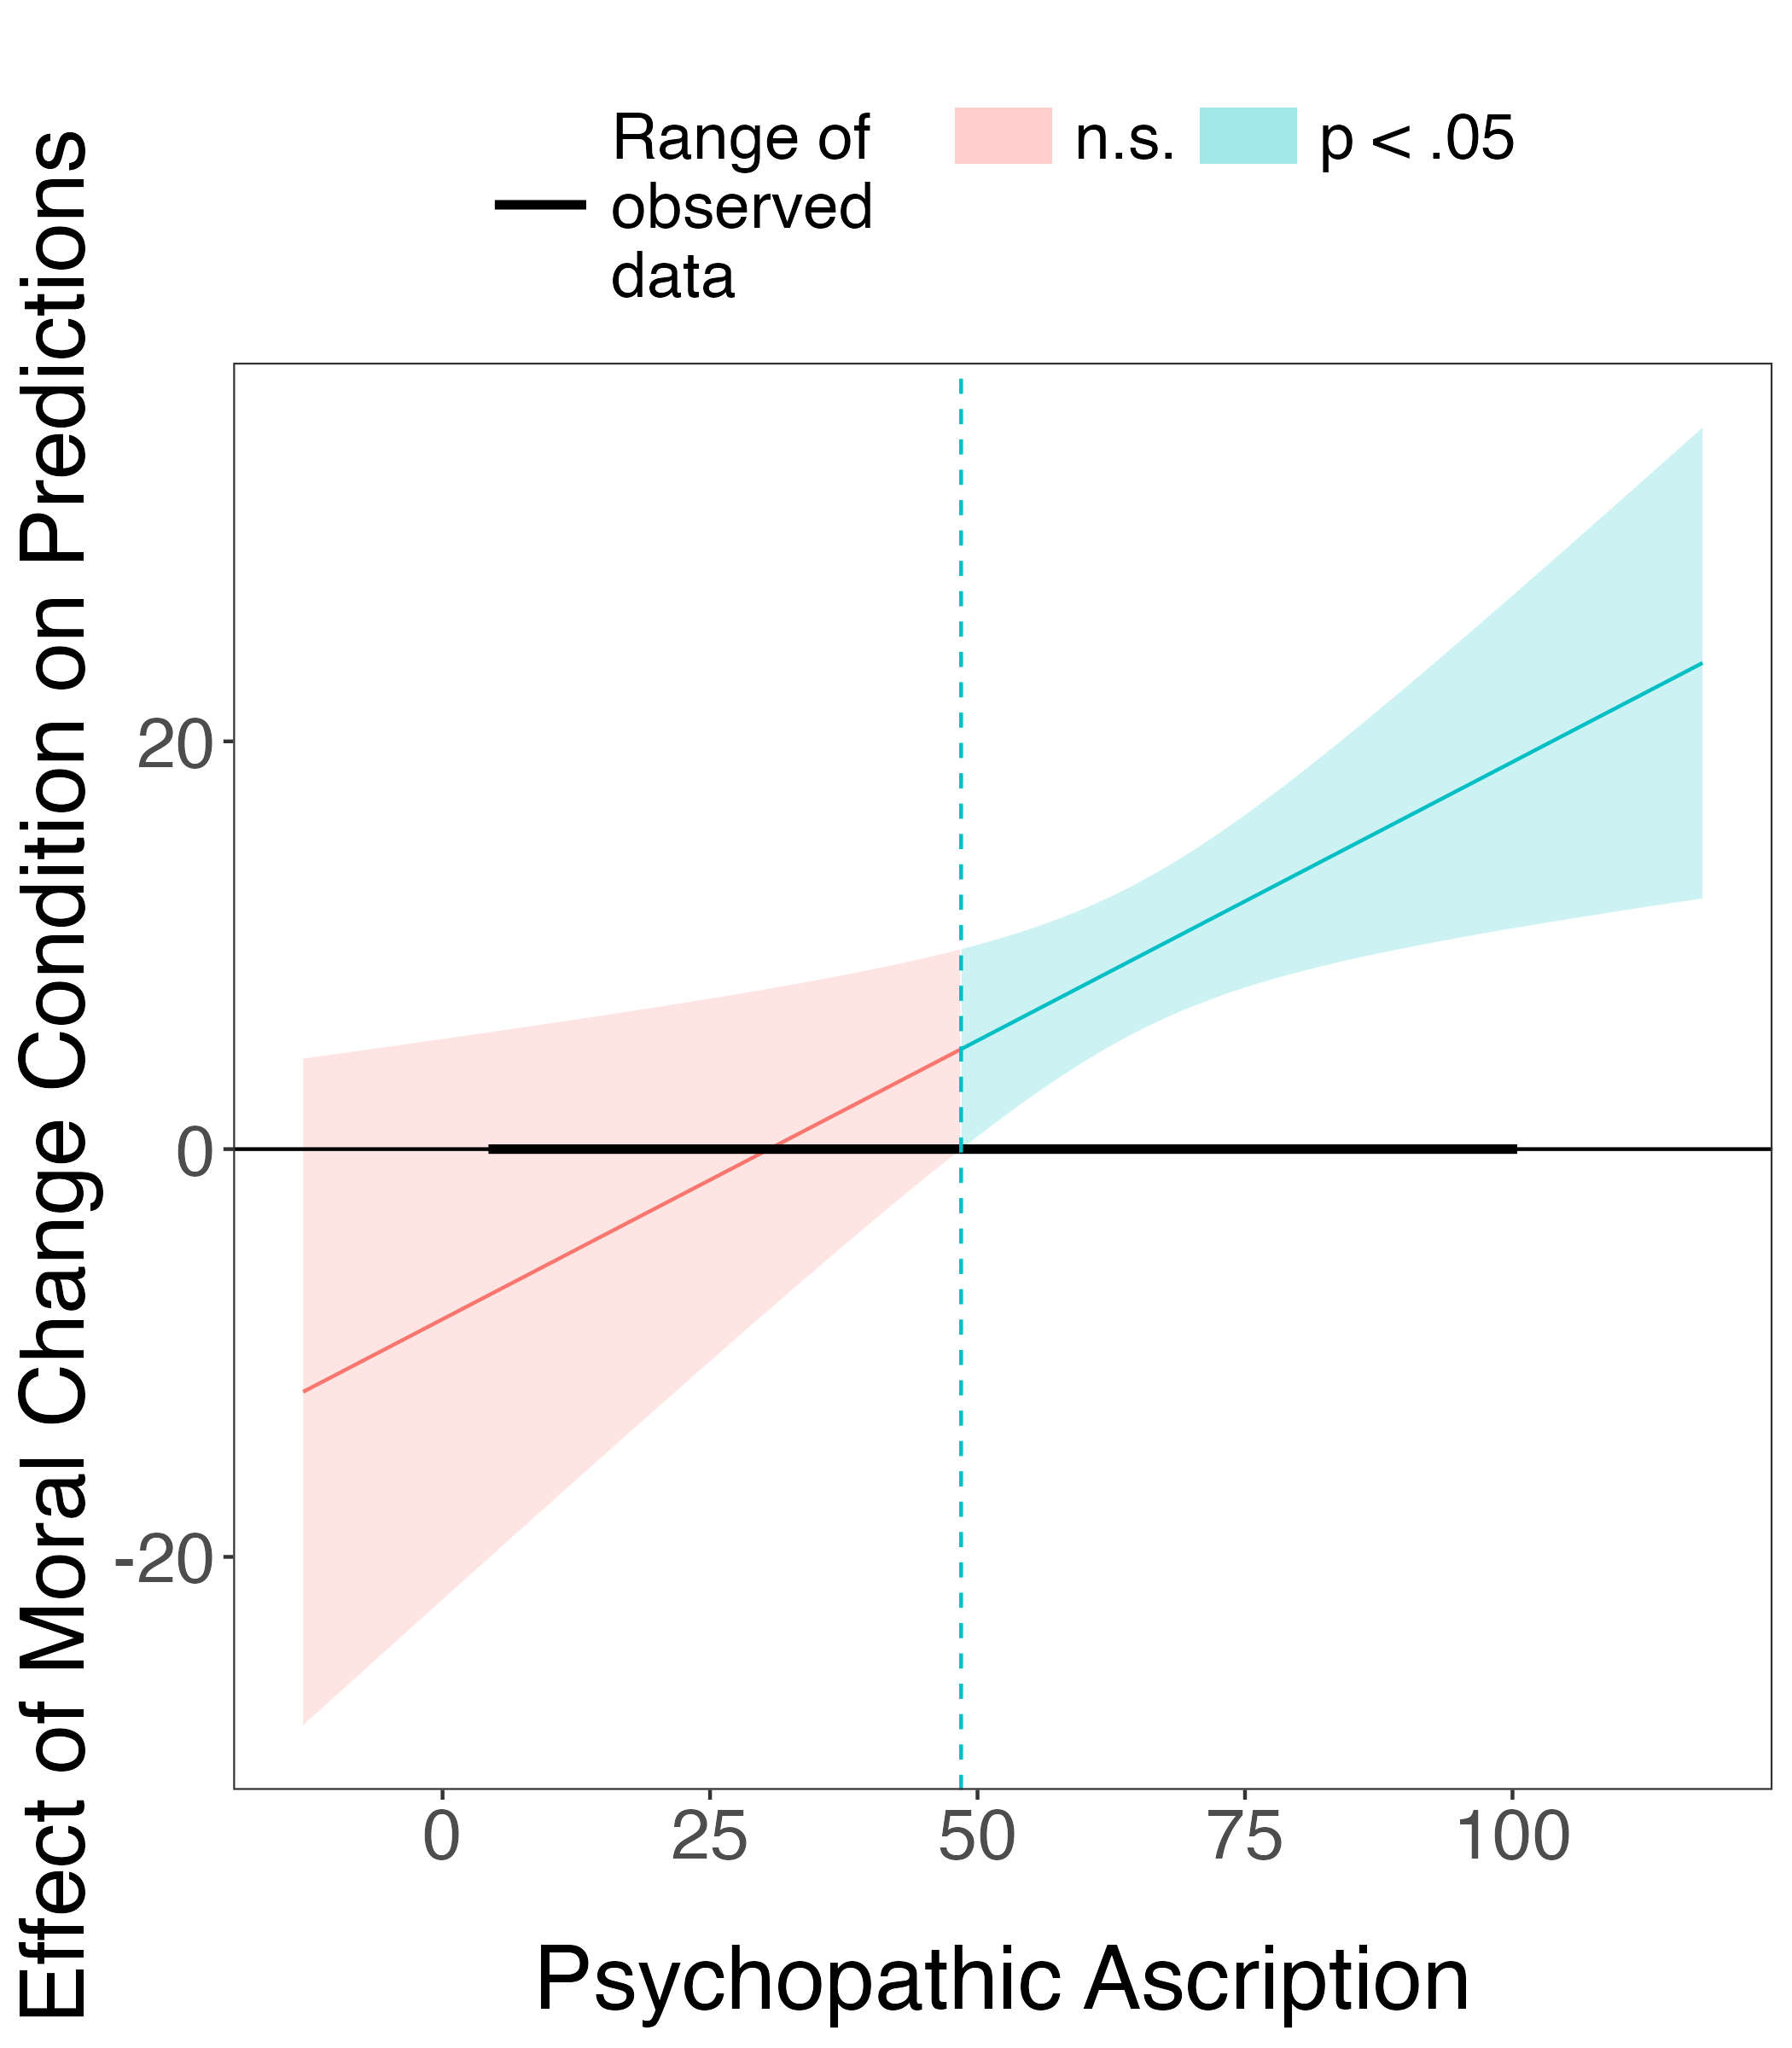 Range of
observed
data
n.s.
p < .05
Effect of Moral Change Condition on Predictions
20
0
-20
0
25
50
75
100
Psychopathic Ascription